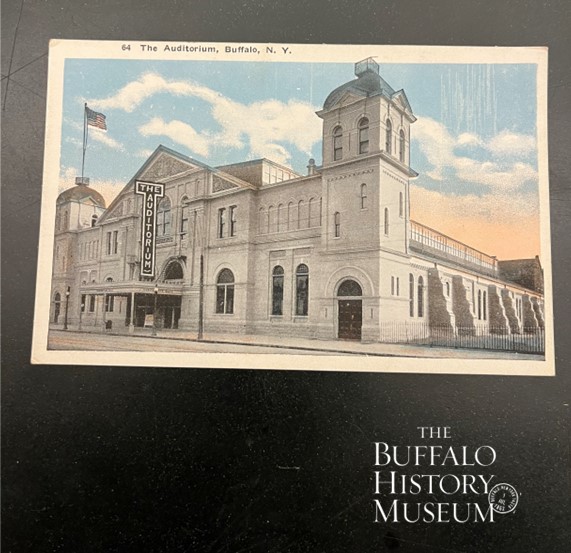 64 The Auditorium, Buffalo, N. Y.
THE
AUDITORIUM
THE
BUFFALO
HISTORY
MUSEUM